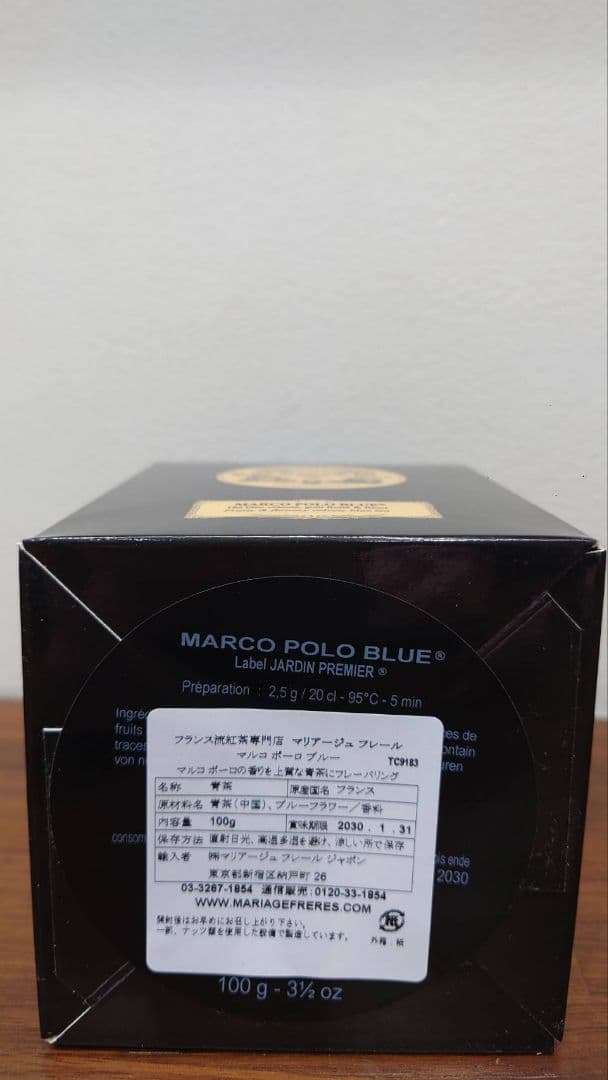 MARCO POLO BLUE®
MARCO POLO BLUE®
Label JARDIN PREMIER ®
Préparation : 2,5 g / 20 cl - 95°C - 5 min
fruits
traces
von
consom
フランス流紅茶専門店 マリアージュ フレール
マルコ ポーロ ブルー TC9183
マルコ ポーロの香りを上質な青茶にフレーバリング
名称 青茶 原産国名 フランス
原材料名 青茶(中国)、ブルーフラワー/香料
内容量 100g 賞味期限 2030 . 1 . 31
保存方法 直射日光、高温多湿を避け、涼しい所で保存
輸入者 ㈱マリアージュ フレール ジャポン
東京都新宿区納戸町 26
03-3267-1854 通信販売:0120-33-1854
WWW.MARIAGEFRERES.COM
開封後はお早めにお召し上がり下さい。
一部、ナッツ類を使用した設備で製造しています。
外箱:紙
de
ende
2030
100 g - 3½ oz